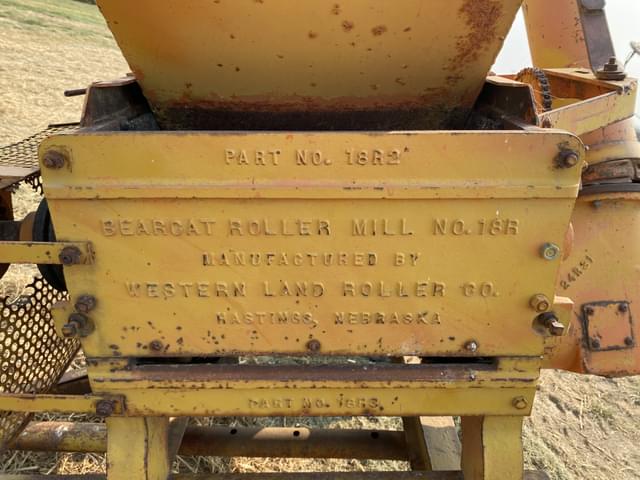 PART NO. 18R2
BEARCAT ROLLER MILL NO. 18R
MANUFACTURED BY
WESTERN LAND ROLLER CO.
HASTINGS, NEBRASKA
PART NO. 18R3
24R31